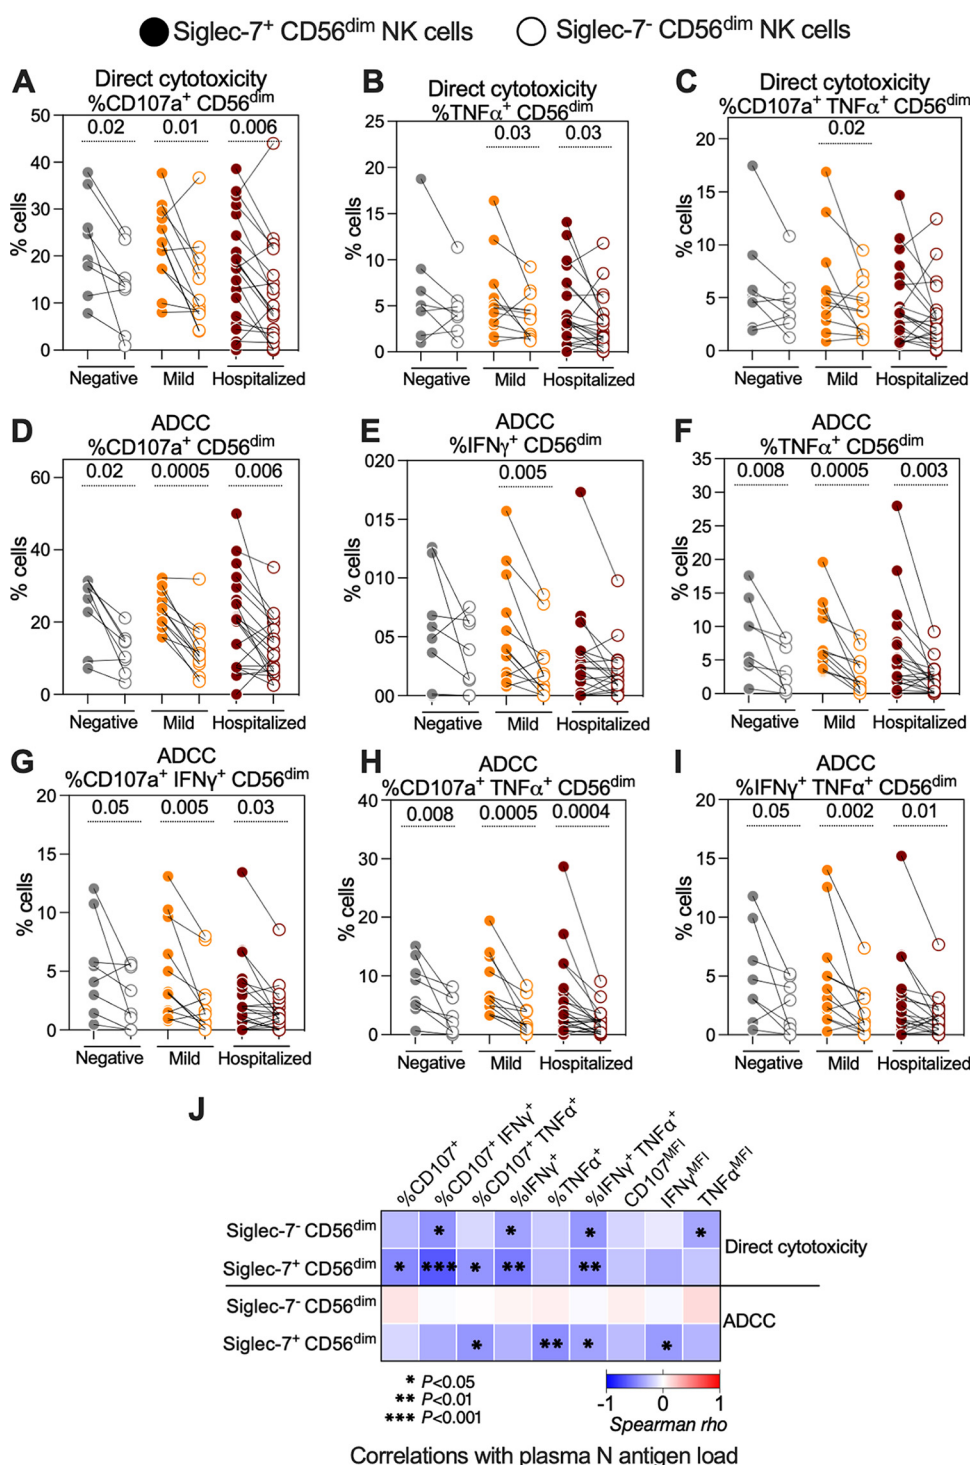 Siglec-7+ CD56dim NK cells
Siglec-7- CD56dim NK cells
A
Direct cytotoxicity
%CD107a+ CD56dim
50
40
30
20
10
0
% cells
0.02
0.01
0.006
Negative
Mild
Hospitalized
B
Direct cytotoxicity
%TNFα+ CD56dim
25
20
15
10
5
0
% cells
0.03
0.03
Negative
Mild
Hospitalized
C
Direct cytotoxicity
%CD107a+ TNFα+ CD56dim
20
15
10
5
0
% cells
0.02
Negative
Mild
Hospitalized
D
ADCC
%CD107a+ CD56dim
60
40
20
0
% cells
0.02
0.0005
0.006
Negative
Mild
Hospitalized
E
ADCC
%IFNγ+ CD56dim
020
015
010
05
00
% cells
0.005
Negative
Mild
Hospitalized
F
ADCC
%TNFα+ CD56dim
35
30
25
20
15
10
5
0
% cells
0.008
0.0005
0.003
Negative
Mild
Hospitalized
G
ADCC
%CD107a+ IFNγ+ CD56dim
20
15
10
5
0
% cells
0.05
0.005
0.03
Negative
Mild
Hospitalized
H
ADCC
%CD107a+ TNFα+ CD56dim
40
30
20
10
0
% cells
0.008
0.0005
0.0004
Negative
Mild
Hospitalized
I
ADCC
%IFNγ+ TNFα+ CD56dim
20
15
10
5
0
% cells
0.05
0.002
0.01
Negative
Mild
Hospitalized
J
%CD107+
%CD107+ IFNγ+
%CD107+ TNFα+
%IFNγ+
%TNFα+
%IFNγ+ TNFα+
CD107MFI
IFNγMFI
TNFαMFI
Siglec-7- CD56dim * * * *
Siglec-7+ CD56dim * *** * ** **
Direct cytotoxicity
Siglec-7- CD56dim
Siglec-7+ CD56dim * ** * *
ADCC
* P<0.05
** P<0.01
*** P<0.001
-1 0 1
Spearman rho
Correlations with plasma N antigen load